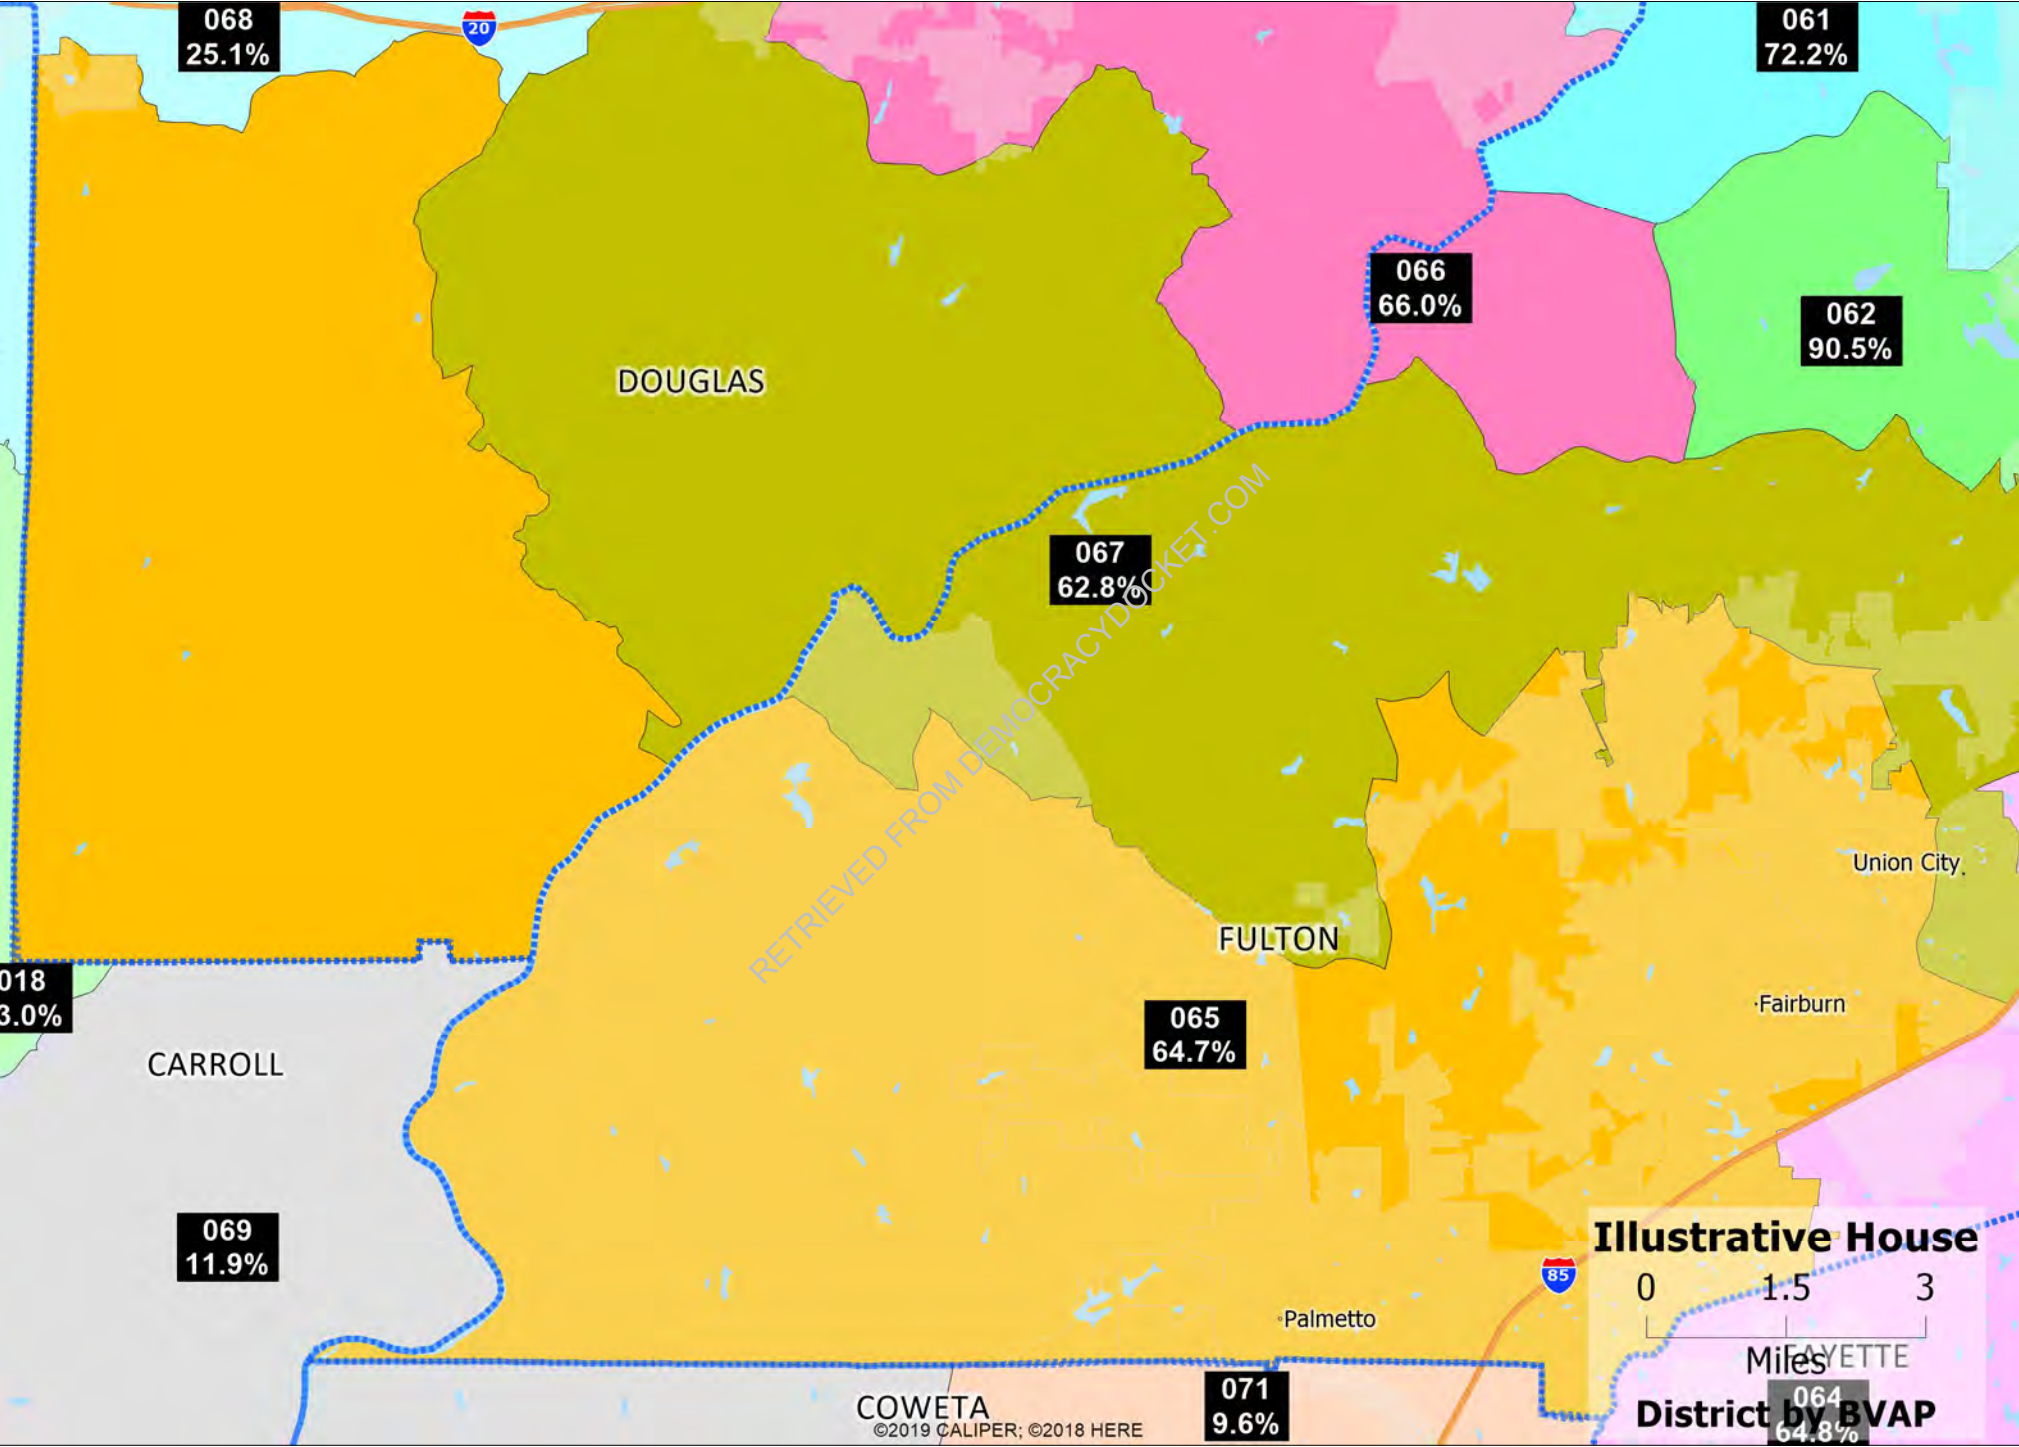 068
25.1%
20
061
72.2%
066
66.0%
062
90.5%
DOUGLAS
067
62.8%
RETRIEVED FROM DEMOCRACYDOCKET.COM
Union City
FULTON
018
3.0%
065
64.7%
Fairburn
CARROLL
069
11.9%
85
Illustrative House
0 1.5 3
Miles
FAYETTE
Palmetto
071
9.6%
COWETA
©2019 CALIPER; ©2018 HERE
064
64.8%
District by BVAP